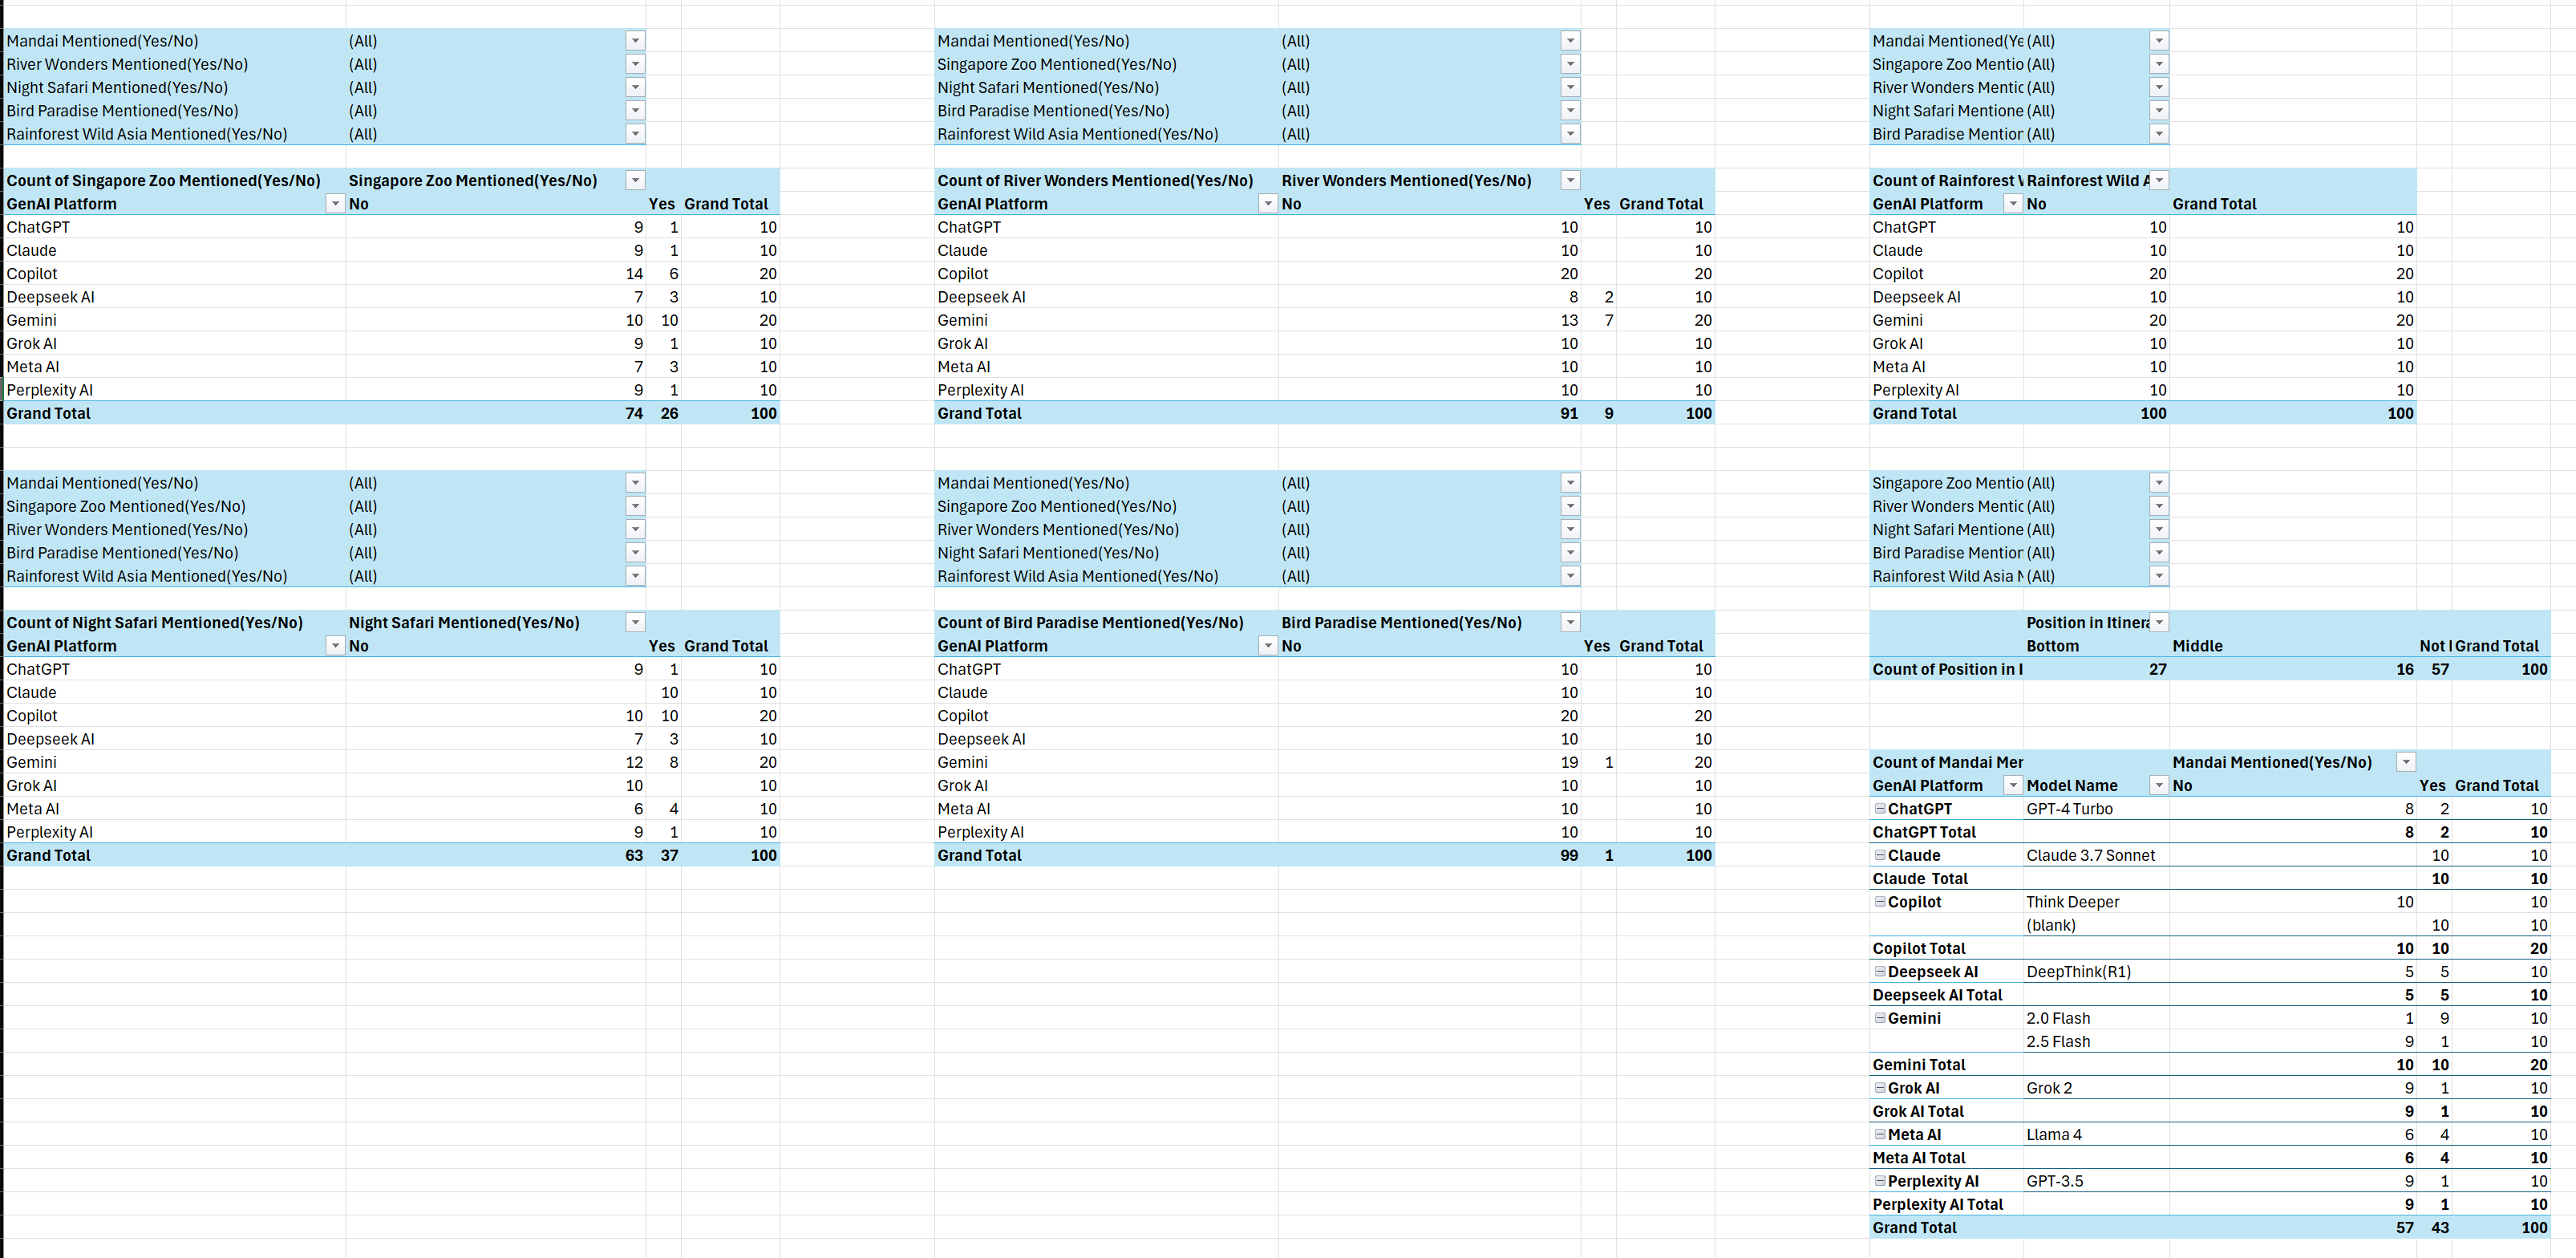 Mandai Mentioned(Yes/No) (All)
River Wonders Mentioned(Yes/No) (All)
Night Safari Mentioned(Yes/No) (All)
Bird Paradise Mentioned(Yes/No) (All)
Rainforest Wild Asia Mentioned(Yes/No) (All)
Count of Singapore Zoo Mentioned(Yes/No) Singapore Zoo Mentioned(Yes/No)
GenAI Platform No Yes Grand Total
ChatGPT 9 1 10
Claude 9 1 10
Copilot 14 6 20
Deepseek AI 7 3 10
Gemini 10 10 20
Grok AI 9 1 10
Meta AI 7 3 10
Perplexity AI 9 1 10
Grand Total 74 26 100
Mandai Mentioned(Yes/No) (All)
Singapore Zoo Mentioned(Yes/No) (All)
Night Safari Mentioned(Yes/No) (All)
Bird Paradise Mentioned(Yes/No) (All)
Rainforest Wild Asia Mentioned(Yes/No) (All)
Count of River Wonders Mentioned(Yes/No) River Wonders Mentioned(Yes/No)
GenAI Platform No Yes Grand Total
ChatGPT 10 10
Claude 10 10
Copilot 20 20
Deepseek AI 8 2 10
Gemini 13 7 20
Grok AI 10 10
Meta AI 10 10
Perplexity AI 10 10
Grand Total 91 9 100
Mandai Mentioned(Ye (All)
Singapore Zoo Mentio (All)
River Wonders Mentic (All)
Night Safari Mentione (All)
Bird Paradise Mentior (All)
Count of Rainforest V Rainforest Wild A
GenAI Platform No Grand Total
ChatGPT 10 10
Claude 10 10
Copilot 20 20
Deepseek AI 10 10
Gemini 20 20
Grok AI 10 10
Meta AI 10 10
Perplexity AI 10 10
Grand Total 100 100
Mandai Mentioned(Yes/No) (All)
Singapore Zoo Mentioned(Yes/No) (All)
River Wonders Mentioned(Yes/No) (All)
Bird Paradise Mentioned(Yes/No) (All)
Rainforest Wild Asia Mentioned(Yes/No) (All)
Count of Night Safari Mentioned(Yes/No) Night Safari Mentioned(Yes/No)
GenAI Platform No Yes Grand Total
ChatGPT 9 1 10
Claude 10 10
Copilot 10 10 20
Deepseek AI 7 3 10
Gemini 12 8 20
Grok AI 10 10
Meta AI 6 4 10
Perplexity AI 9 1 10
Grand Total 63 37 100
Mandai Mentioned(Yes/No) (All)
Singapore Zoo Mentioned(Yes/No) (All)
River Wonders Mentioned(Yes/No) (All)
Night Safari Mentioned(Yes/No) (All)
Rainforest Wild Asia Mentioned(Yes/No) (All)
Count of Bird Paradise Mentioned(Yes/No) Bird Paradise Mentioned(Yes/No)
GenAI Platform No Yes Grand Total
ChatGPT 10 10
Claude 10 10
Copilot 20 20
Deepseek AI 10 10
Gemini 19 1 20
Grok AI 10 10
Meta AI 10 10
Perplexity AI 10 10
Grand Total 99 1 100
Singapore Zoo Mentio (All)
River Wonders Mentic (All)
Night Safari Mentione (All)
Bird Paradise Mentior (All)
Rainforest Wild Asia M (All)
Position in Itinera
Bottom Middle Not I Grand Total
Count of Position in I 27 16 57 100
Count of Mandai Mer Mandai Mentioned(Yes/No)
GenAI Platform Model Name No Yes Grand Total
ChatGPT GPT-4 Turbo 8 2 10
ChatGPT Total 8 2 10
Claude Claude 3.7 Sonnet 10 10
Claude Total 10 10
Copilot Think Deeper 10 10
(blank) 10 10
Copilot Total 10 10 20
Deepseek AI DeepThink(R1) 5 5 10
Deepseek AI Total 5 5 10
Gemini 2.0 Flash 1 9 10
2.5 Flash 9 1 10
Gemini Total 10 10 20
Grok AI Grok 2 9 1 10
Grok AI Total 9 1 10
Meta AI Llama 4 6 4 10
Meta AI Total 6 4 10
Perplexity AI GPT-3.5 9 1 10
Perplexity AI Total 9 1 10
Grand Total 57 43 100